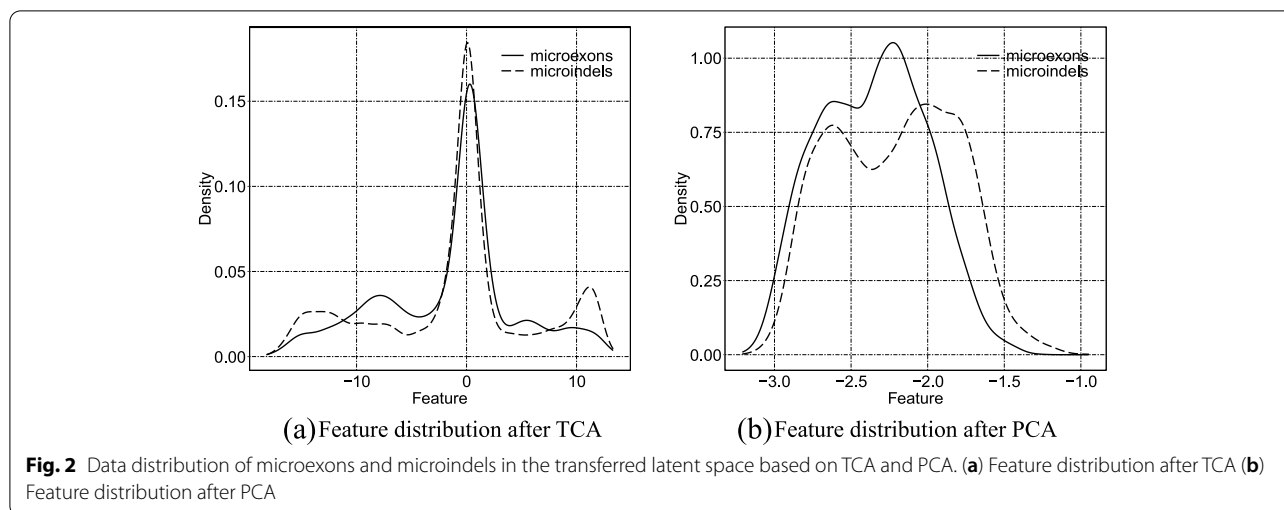 microexons
microindels
0.15
0.10
0.05
0.00
Density
−10
0
10
Feature
(a) Feature distribution after TCA
microexons
microindels
1.00
0.75
0.50
0.25
0.00
Density
−3.0
−2.5
−2.0
−1.5
−1.0
Feature
(b) Feature distribution after PCA
Fig. 2 Data distribution of microexons and microindels in the transferred latent space based on TCA and PCA. (a) Feature distribution after TCA (b)
Feature distribution after PCA